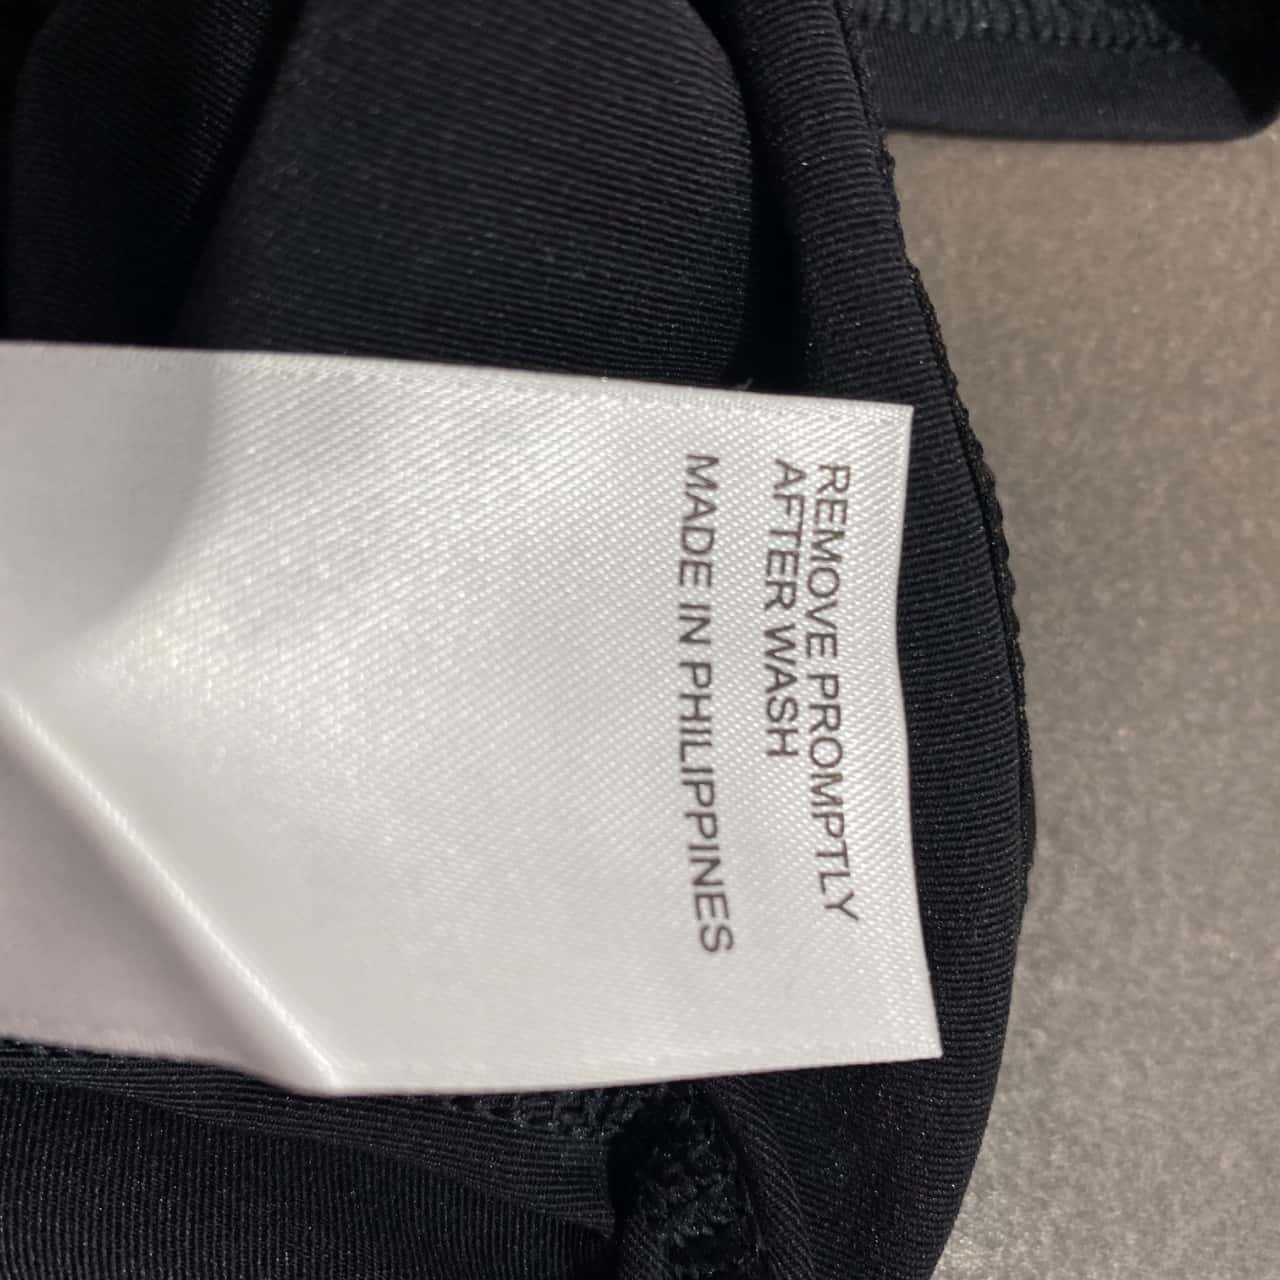 REMOVE PROMPTLY
AFTER WASH
MADE IN PHILIPPINES